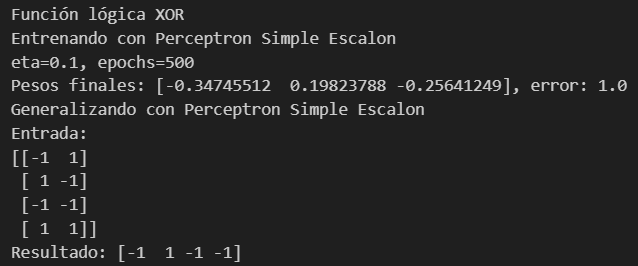 Función lógica XOR
Entrenando con Perceptron Simple Escalon
eta=0.1, epochs=500
Pesos finales: [-0.34745512  0.19823788 -0.25641249], error: 1.0
Generalizando con Perceptron Simple Escalon
Entrada:
[[-1  1]
 [ 1 -1]
 [-1 -1]
 [ 1  1]]
Resultado: [-1  1 -1 -1]